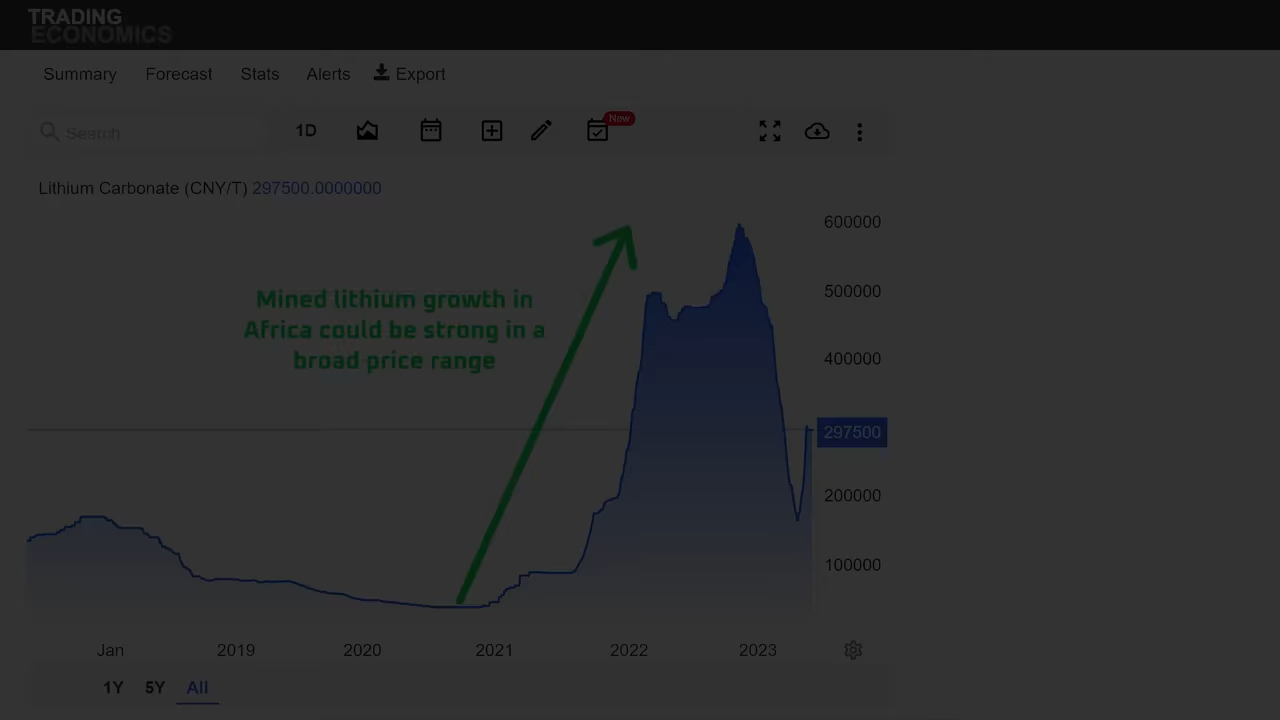 TRADING
ECONOMICS
Summary Forecast Stats Alerts Export
Search 1D New
Lithium Carbonate (CNY/T) 297500.0000000
600000
Mined lithium growth in
Africa could be strong in a
broad price range
500000
400000
297500
200000
100000
Jan 2019 2020 2021 2022 2023
1Y 5Y All